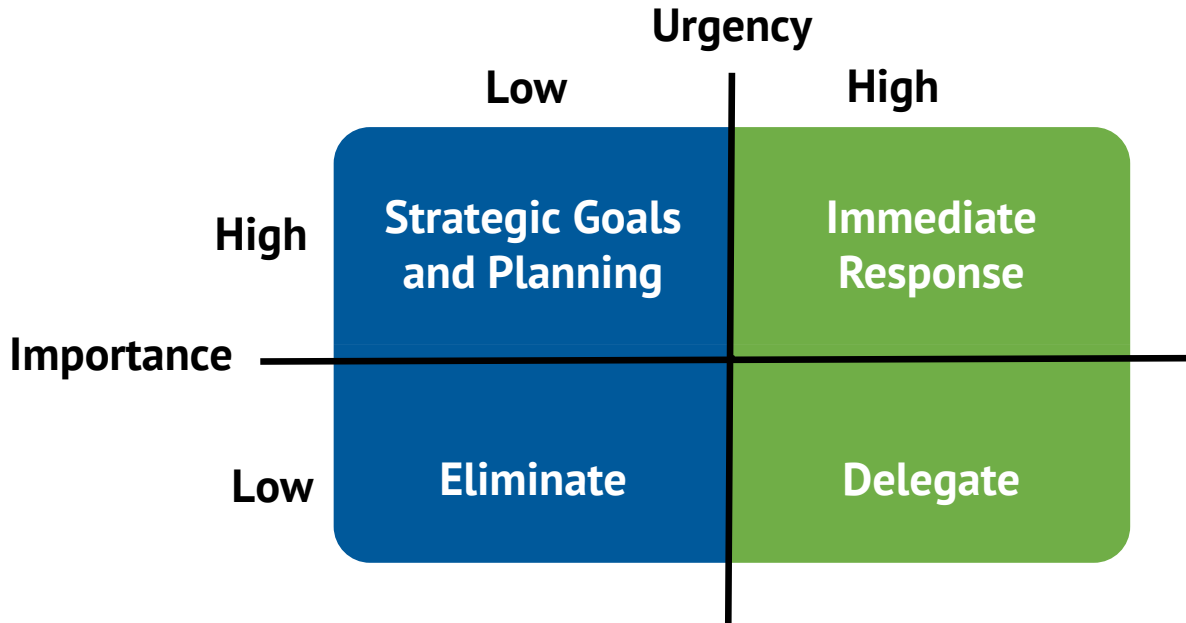 Urgency
Low
High
High
Strategic Goals
and Planning
Immediate
Response
Importance
Low
Eliminate
Delegate